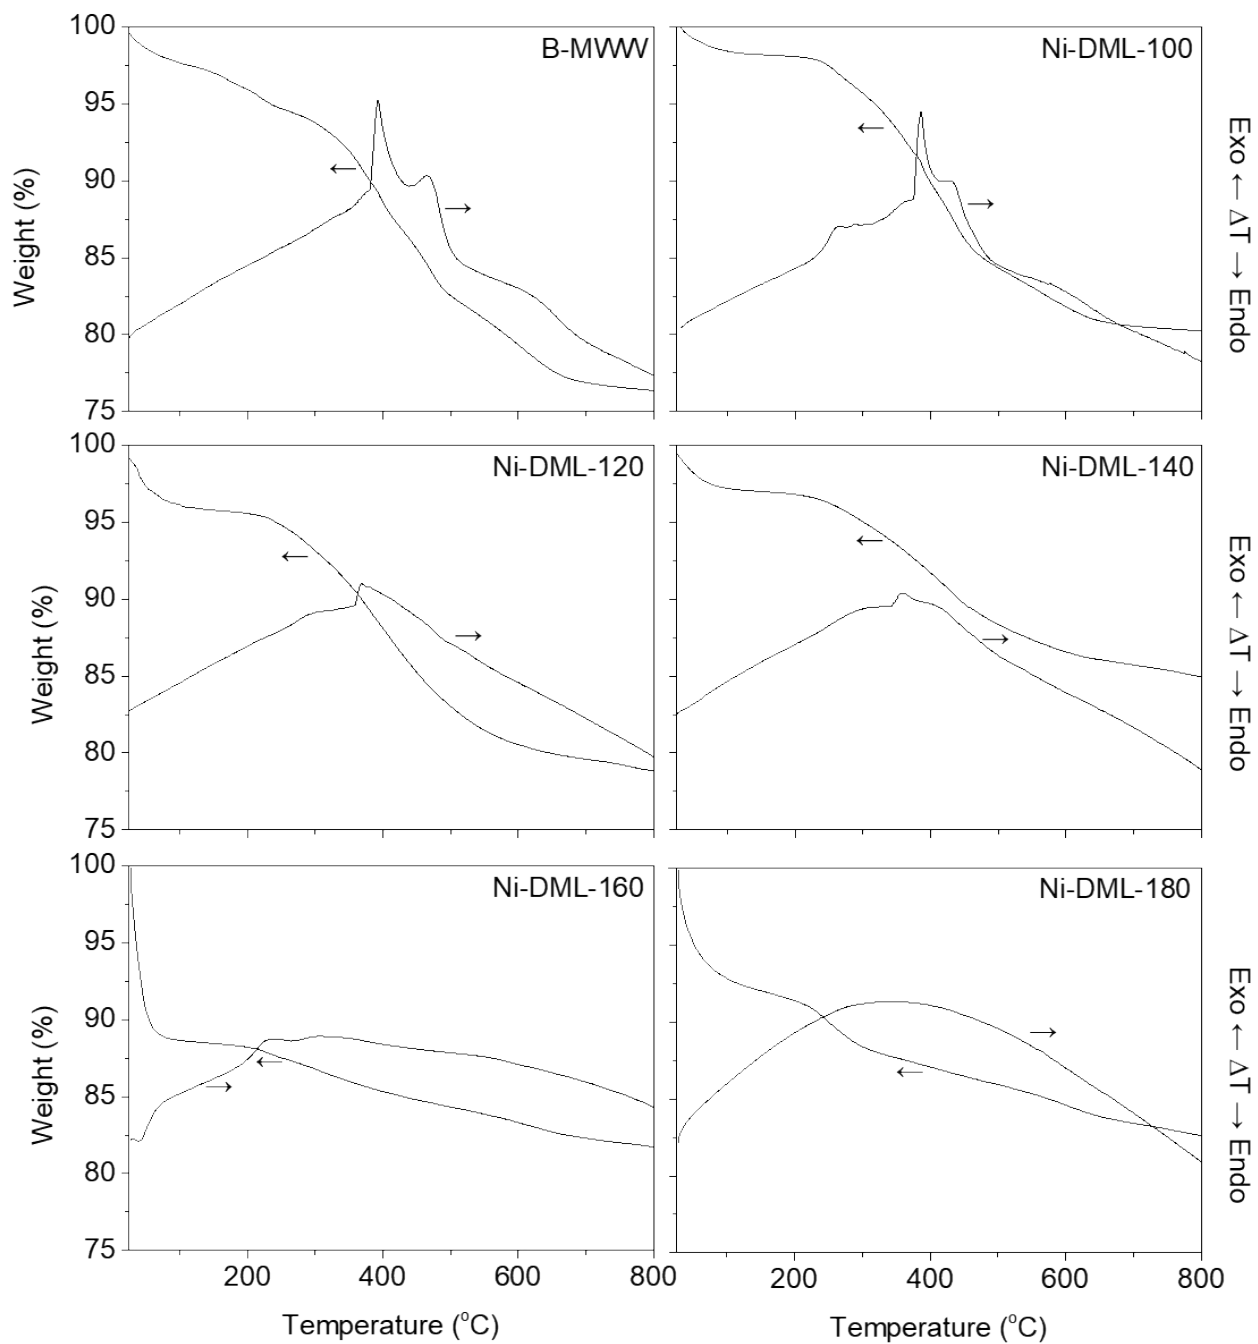 B-MWW
Ni-DML-100
100
95
90
85
80
75
Weight (%)
Exo ← ΔT → Endo
←
→
←
→
Ni-DML-120
Ni-DML-140
100
95
90
85
80
75
Weight (%)
Exo ← ΔT → Endo
←
→
←
→
Ni-DML-160
Ni-DML-180
100
95
90
85
80
75
Weight (%)
Exo ← ΔT → Endo
→
←
→
←
200 400 600 800 200 400 600 800
Temperature (°C) Temperature (°C)